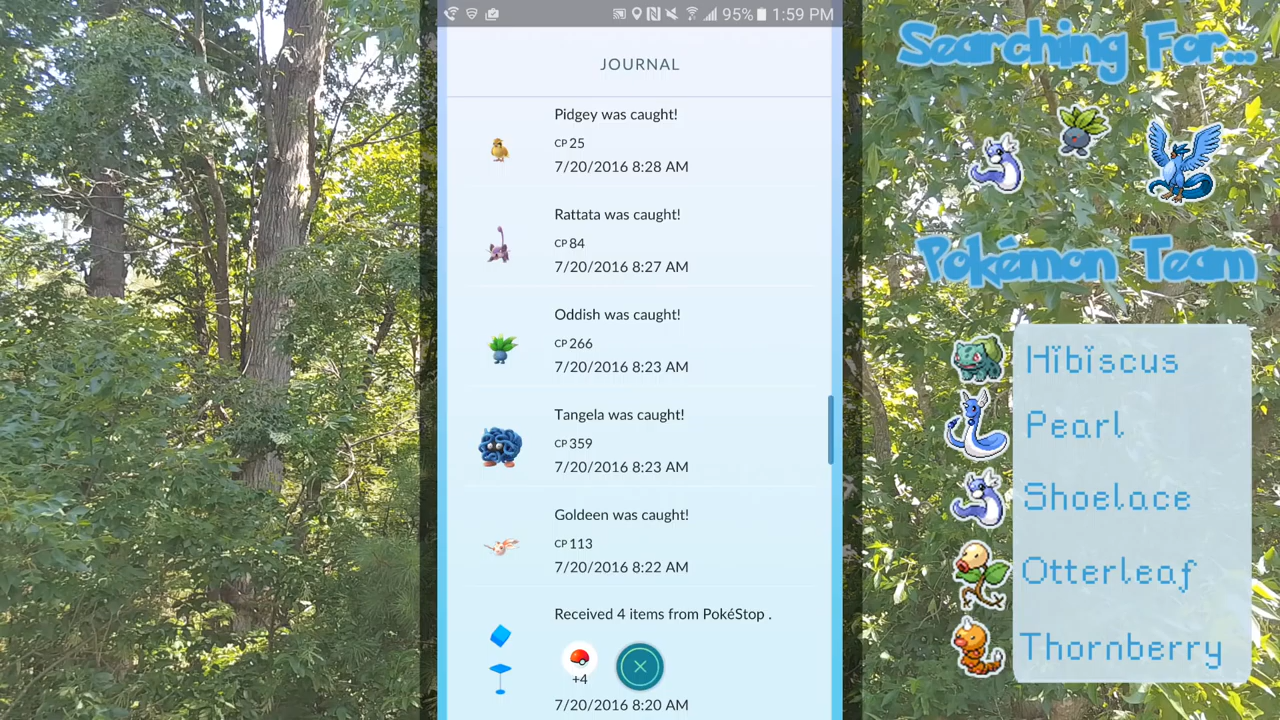 95% 1:59 PM
JOURNAL
Pidgey was caught!
CP 25
7/20/2016 8:28 AM
Rattata was caught!
CP 84
7/20/2016 8:27 AM
Oddish was caught!
CP 266
7/20/2016 8:23 AM
Tangela was caught!
CP 359
7/20/2016 8:23 AM
Goldeen was caught!
CP 113
7/20/2016 8:22 AM
Received 4 items from PokéStop .
+4
7/20/2016 8:20 AM
Searching For...
Pokémon Team
Hibiscus
Pearl
Shoelace
Otterleaf
Thornberry